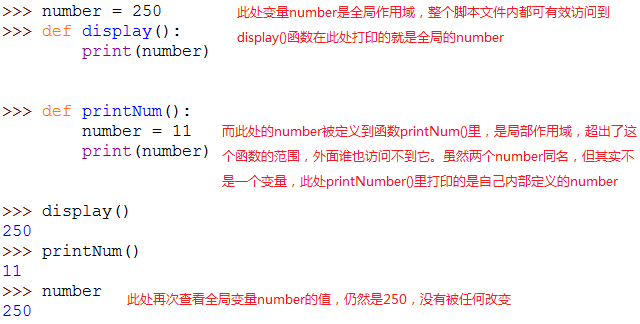 >>> number = 250
此处变量number是全局作用域，整个脚本文件内都可有效访问到
>>> def display():
display()函数在此处打印的就是全局的number
print(number)
>>> def printNum():
number = 11
而此处的number被定义到函数printNum()里，是局部作用域，超出了这
print(number)
个函数的范围，外面谁也访问不到它。虽然两个number同名，但其实不
是一个变量，此处printNumber()里打印的是自己内部定义的number
>>> display()
250
>>> printNum()
11
>>> number
此处再次查看全局变量number的值，仍然是250，没有被任何改变
250